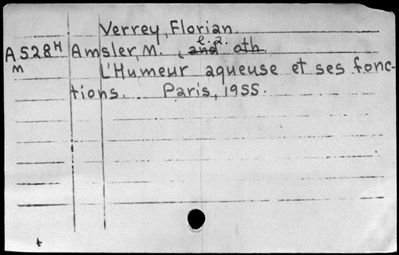 Verrey, Florian.
A528H Amsler, M. , e.a. and oth
M L'Humeur aqueuse et ses fonc-
tions. Paris, 1955.